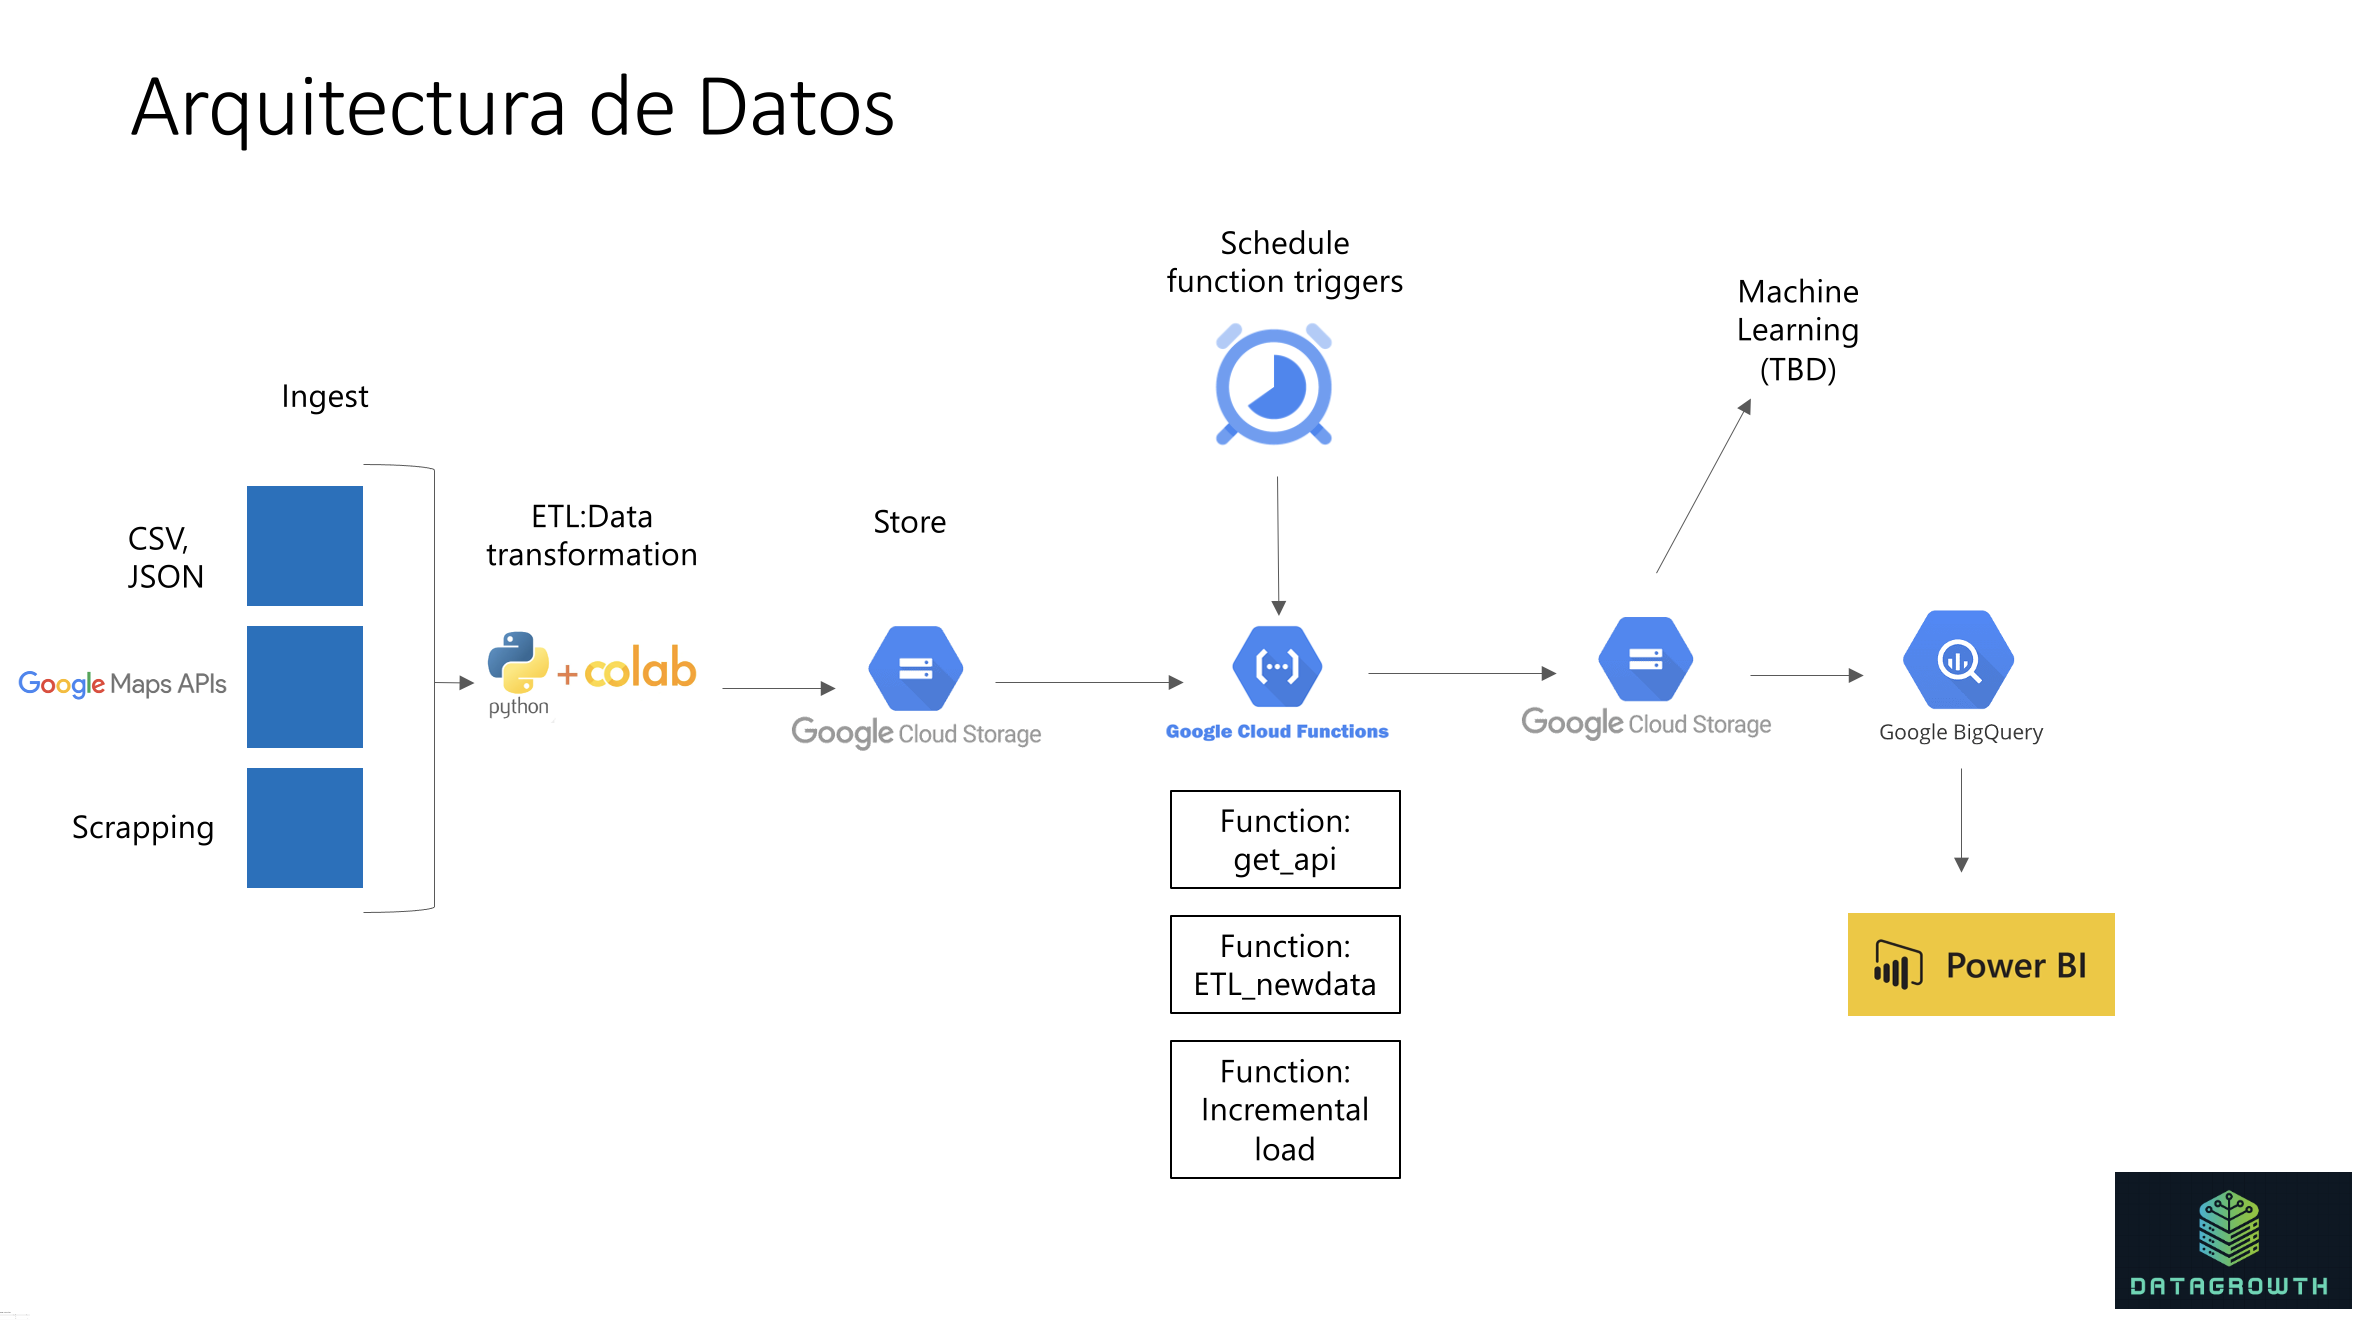 Arquitectura de Datos
Schedule
function triggers
Machine
Learning
(TBD)
Ingest
ETL:Data
transformation
Store
CSV,
JSON
Google Maps APIs
Scrapping
python
+
colab
Google Cloud Storage
Google Cloud Functions
Google Cloud Storage
Google BigQuery
Function:
get_api
Function:
ETL_newdata
Function:
Incremental
load
Power BI
DATAGROWTH